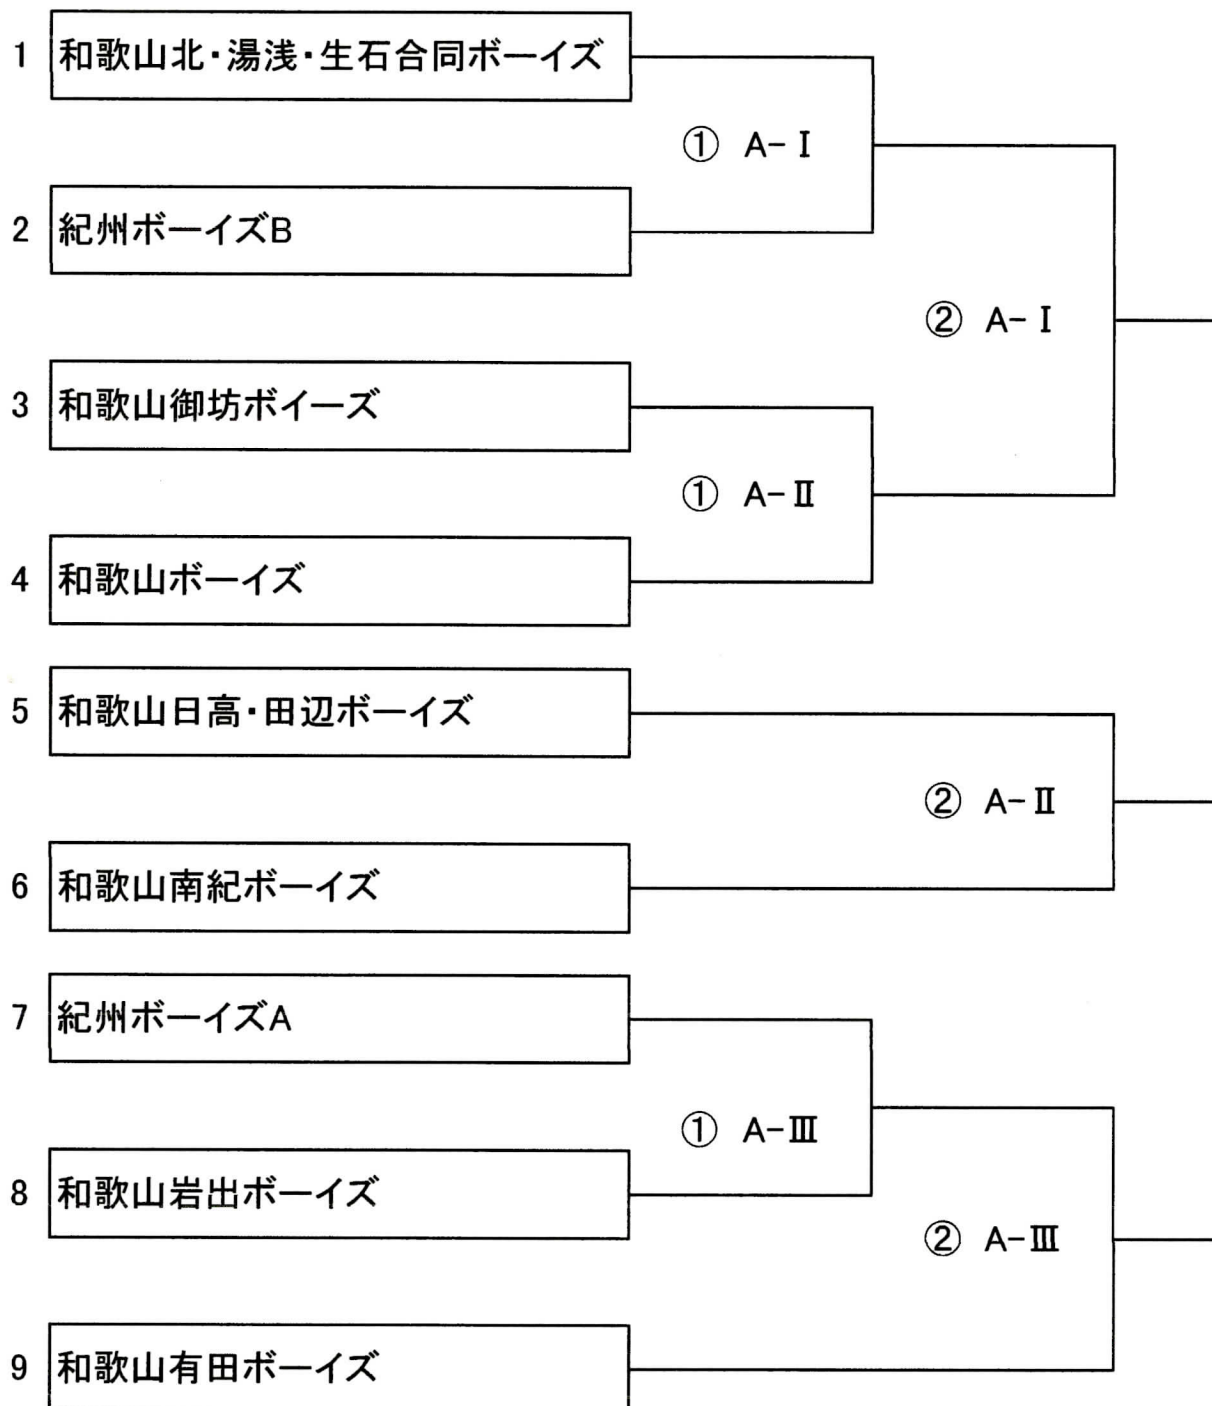 1 和歌山北・湯浅・生石合同ボーイズ
① A-Ⅰ
2 紀州ボーイズB
② A-Ⅰ
3 和歌山御坊ボイーズ
① A-Ⅱ
4 和歌山ボーイズ
5 和歌山日高・田辺ボーイズ
② A-Ⅱ
6 和歌山南紀ボーイズ
7 紀州ボーイズA
① A-Ⅲ
8 和歌山岩出ボーイズ
② A-Ⅲ
9 和歌山有田ボーイズ